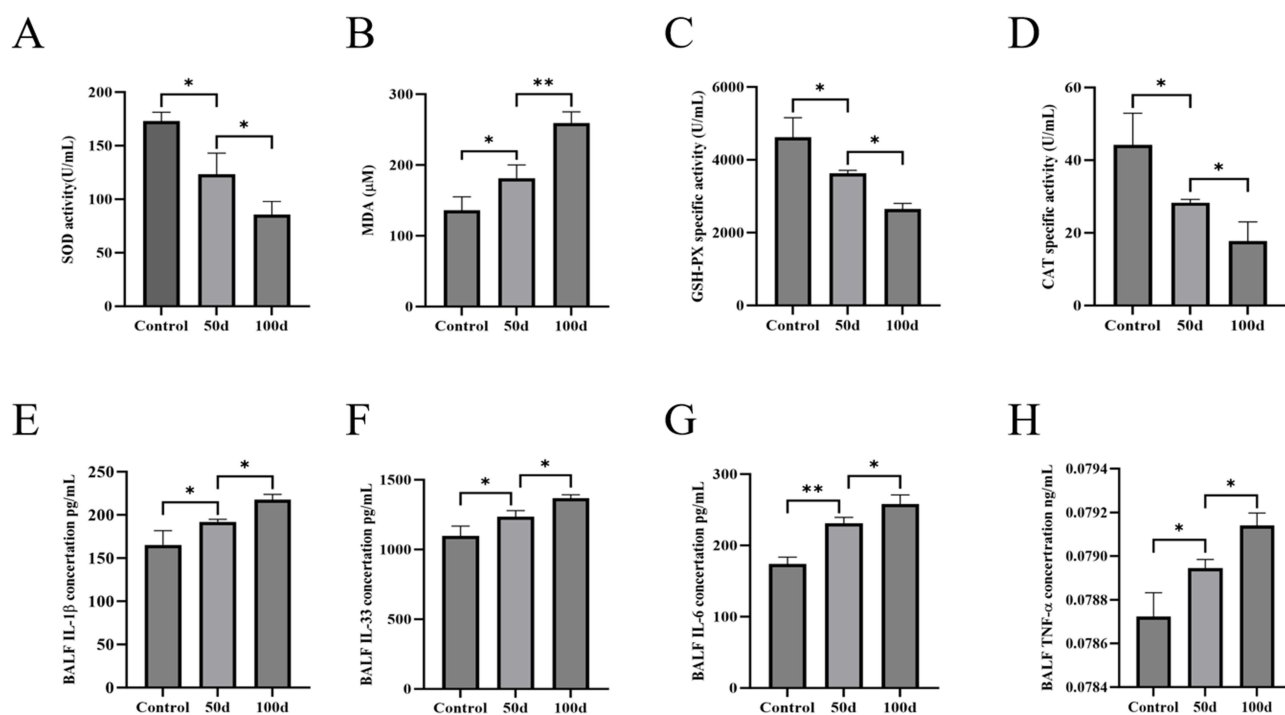 A
SOD activity(U/mL)
200
150
100
50
0
*
*
Control 50d 100d
B
MDA (μM)
300
200
100
0
*
**
Control 50d 100d
C
GSH-PX specific activity (U/mL)
6000
4000
2000
0
*
*
Control 50d 100d
D
CAT specific activity (U/mL)
60
40
20
0
*
*
Control 50d 100d
E
BALF IL-1β concertation pg/mL
250
200
150
100
50
0
*
*
Control 50d 100d
F
BALF IL-33 concertation pg/mL
1500
1000
500
0
*
*
Control 50d 100d
G
BALF IL-6 concertation pg/mL
300
200
100
0
**
*
Control 50d 100d
H
BALF TNF-α concertration ng/mL
0.0794
0.0792
0.0790
0.0788
0.0786
0.0784
*
*
Control 50d 100d